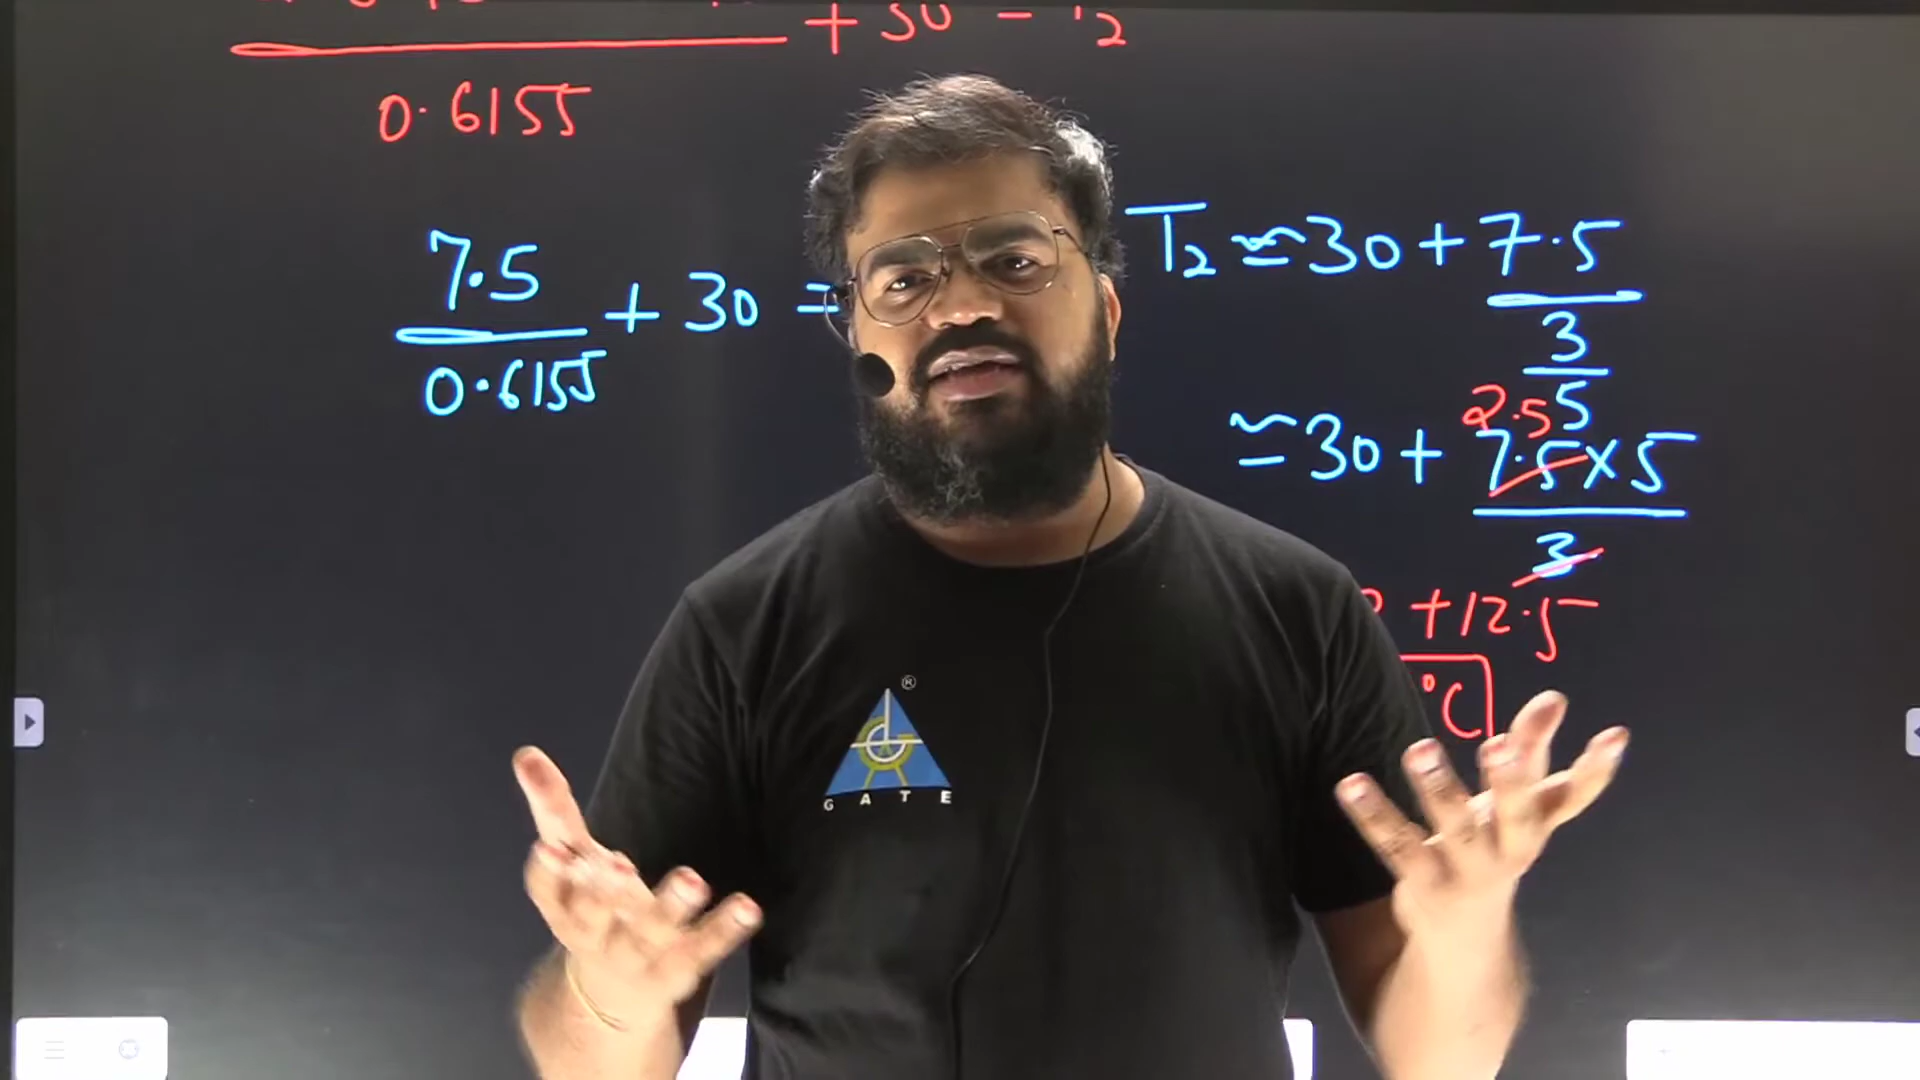 + 30 = T2
0.6155
7.5
+ 30 =
0.6155
T2 ≃ 30 + 7.5
3
5
2.5
≃ 30 + 7.5 x 5
3
+ 12.5
°C
®
GATE